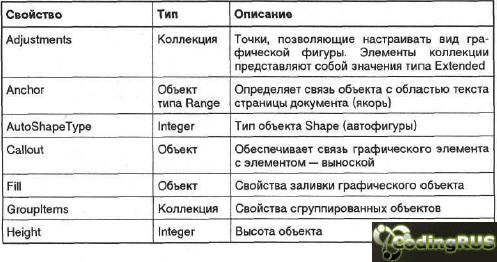 Свойство Тип Описание
Adjustments Коллекция Точки, позволяющие настраивать вид гра-
фической фигуры. Элементы коллекции
представляют собой значения типа Extended
Anchor Объект Определяет связь объекта с областью текста
типа Range страницы документа (якорь)
AutoShapeType Integer Тип объекта Shape (автофигуры)
Callout Объект Обеспечивает связь графического элемента
с элементом — выноской
Fill Объект Свойства заливки графического объекта
GroupItems Коллекция Свойства сгруппированных объектов
Height Integer Высота объекта
CodingRUS